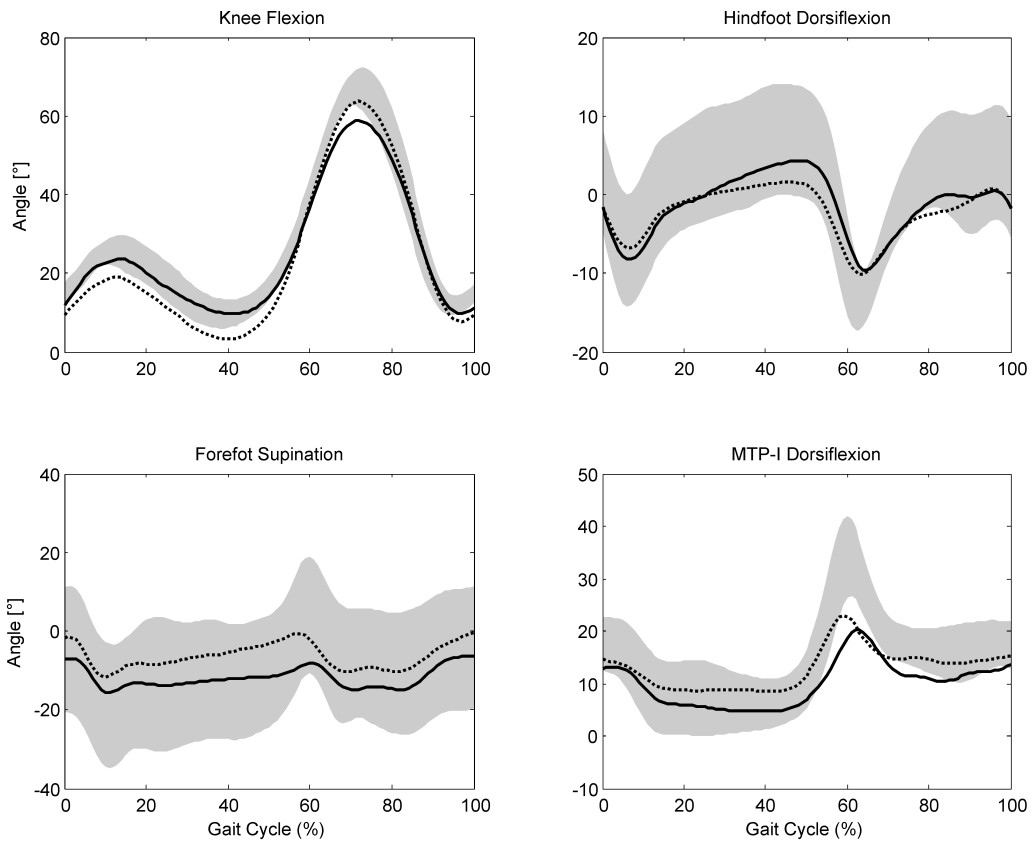 Knee Flexion
80
60
40
20
0
Angle [°]
0 20 40 60 80 100
Hindfoot Dorsiflexion
20
10
0
-10
-20
0 20 40 60 80 100
Forefot Supination
40
20
0
-20
-40
Angle [°]
0 20 40 60 80 100
Gait Cycle (%)
MTP-I Dorsiflexion
50
40
30
20
10
0
-10
0 20 40 60 80 100
Gait Cycle (%)